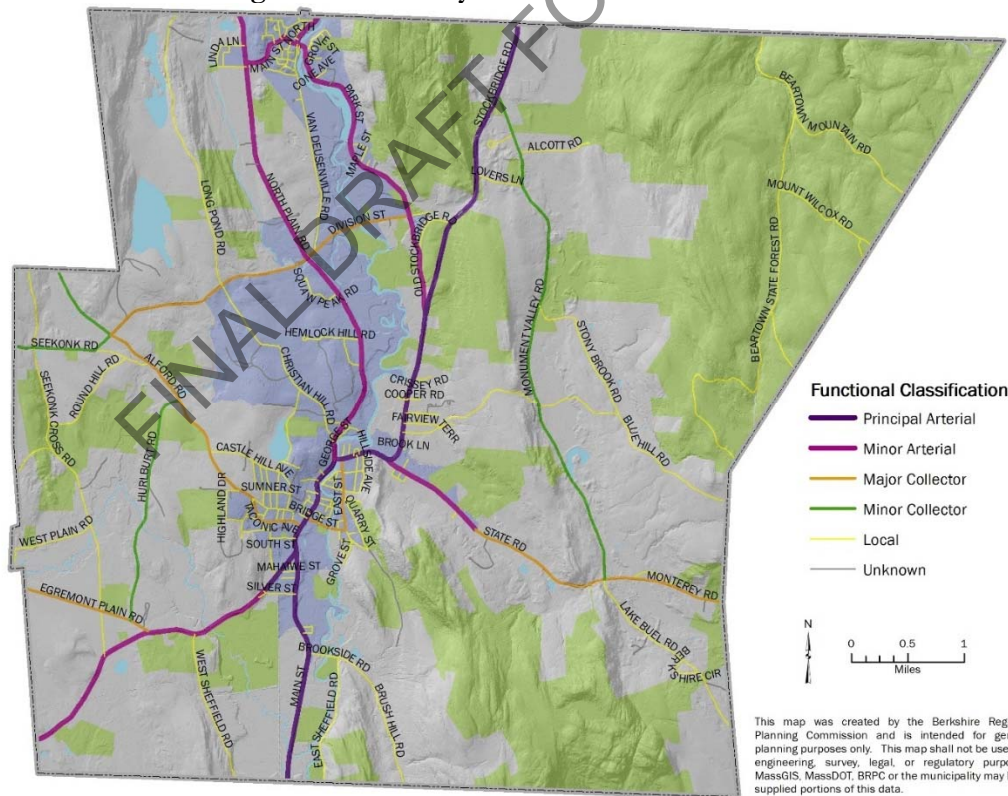 FINAL DRAFT FO
LINDA LN
MAIN ST NORTH
GROVE ST
CONE AVE
PARK ST
MAPLE ST
VAN DEUSENVILLE RD
STOCKBRIDGE RD
ALCOTT RD
LOVERS LN
BEARTOWN MOUNTAIN RD
MOUNT WILCOX RD
BEARTOWN STATE FOREST RD
LONG POND RD
NORTH PLAIN RD
DIVISION ST
STOCKBRIDGE RD
OLD STOCKBRIDGE
SQUAW PEAK RD
HEMLOCK HILL RD
MONUMENT VALLEY RD
STONY BROOK RD
BLUE HILL RD
SEEKONK RD
ALFORD RD
ROUND HILL RD
SEEKONK CROSS RD
HURLBURT RD
CHRISTIAN HILL RD
CRISSEY RD
COOPER RD
FAIRVIEW TERR
BROOK LN
GEORGE ST
HILLSIDE AVE
CASTLE HILL AVE
SUMNER ST
EAST ST
BRIDGE ST
QUARRY ST
HIGHLAND DR
TACONIC AVE
SOUTH ST
GROVE ST
MAHAIWE ST
SILVER ST
WEST PLAIN RD
EGREMONT PLAIN RD
WEST SHEFFIELD RD
MAIN ST
BROOKSIDE RD
EAST SHEFFIELD RD
BRUSH HILL RD
STATE RD
MONTEREY RD
LAKE BUEL RD
BERKSHIRE CIR
Functional Classification
Principal Arterial
Minor Arterial
Major Collector
Minor Collector
Local
Unknown
N
0 0.5 1
Miles
This map was created by the Berkshire Reg
Planning Commission and is intended for ge
planning purposes only. This map shall not be use
engineering, survey, legal, or regulatory purpo
MassGIS, MassDOT, BRPC or the municipality may
supplied portions of this data.